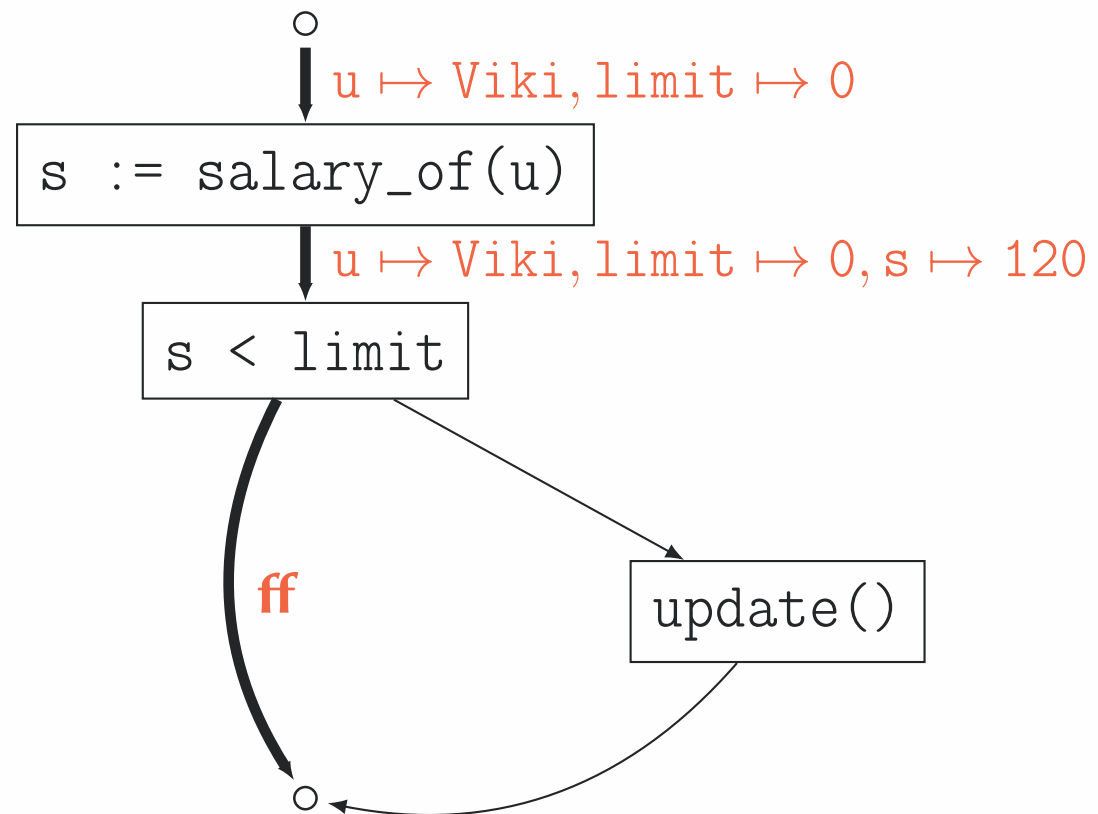 u ↦ Viki, limit ↦ 0
s := salary_of(u)
u ↦ Viki, limit ↦ 0, s ↦ 120
s < limit
ff
update()